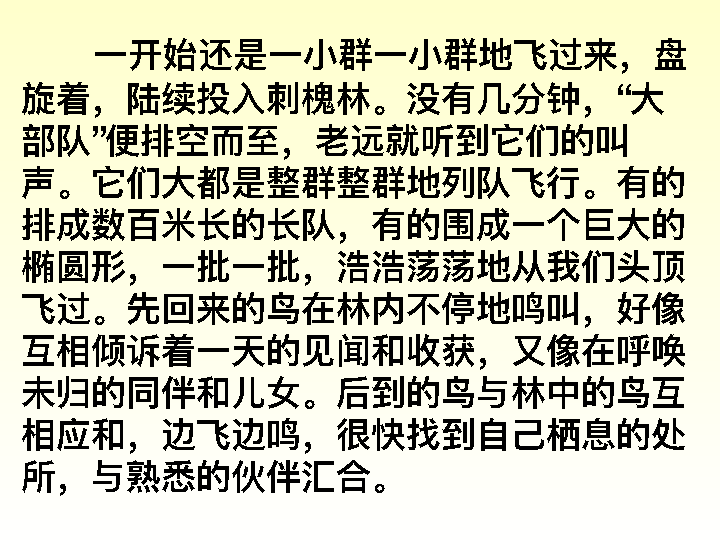 一开始还是一小群一小群地飞过来，盘
旋着，陆续投入刺槐林。没有几分钟，“大
部队”便排空而至，老远就听到它们的叫
声。它们大都是整群整群地列队飞行。有的
排成数百米长的长队，有的围成一个巨大的
椭圆形，一批一批，浩浩荡荡地从我们头顶
飞过。先回来的鸟在林内不停地鸣叫，好像
互相倾诉着一天的见闻和收获，又像在呼唤
未归的同伴和儿女。后到的鸟与林中的鸟互
相应和，边飞边鸣，很快找到自己栖息的处
所，与熟悉的伙伴汇合。